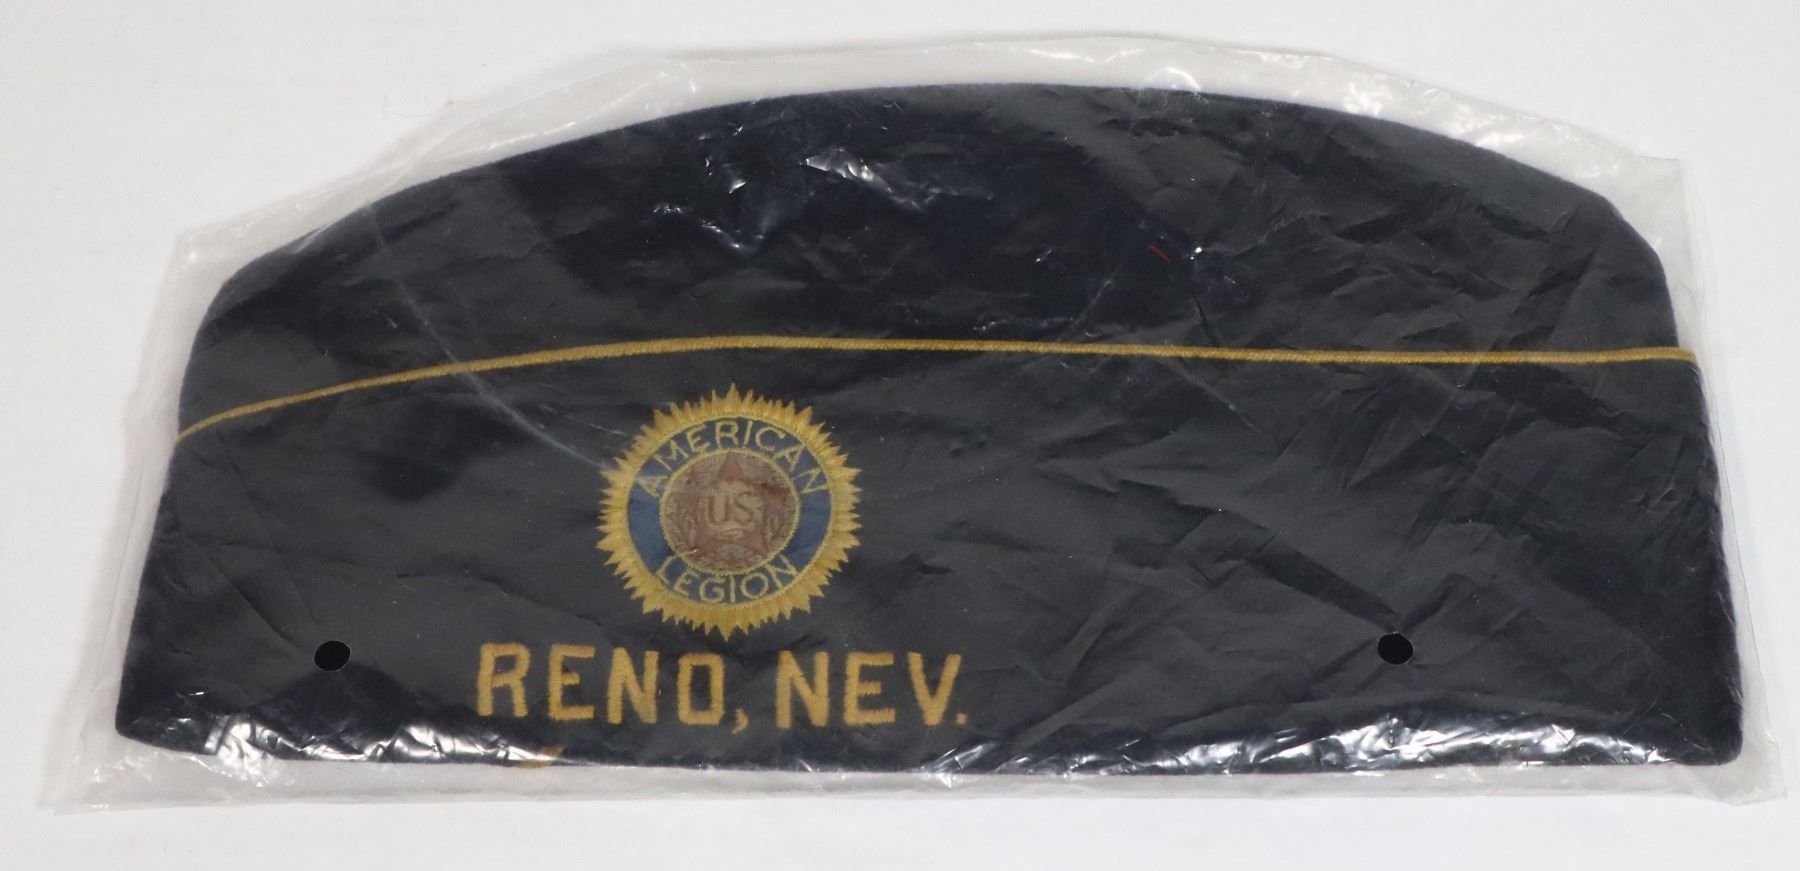 AMERICAN
US
LEGION
RENO, NEV.